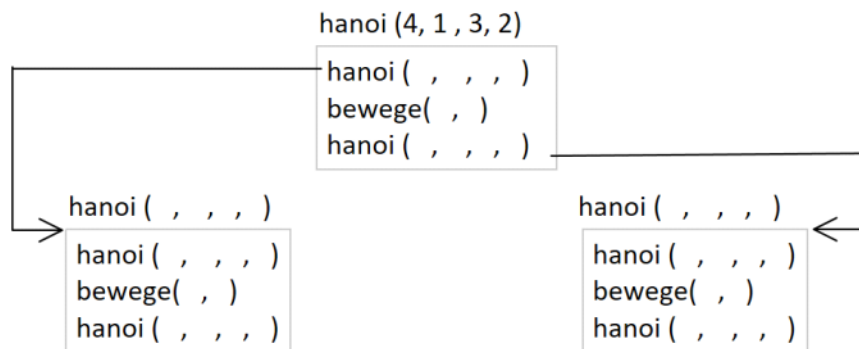 hanoi (4, 1 , 3, 2)
hanoi (  ,  ,  ,  )
bewege(  ,  )
hanoi (  ,  ,  ,  )
hanoi (  ,  ,  ,  )
hanoi (  ,  ,  ,  )
bewege(  ,  )
hanoi (  ,  ,  ,  )
hanoi (  ,  ,  ,  )
hanoi (  ,  ,  ,  )
bewege(  ,  )
hanoi (  ,  ,  ,  )